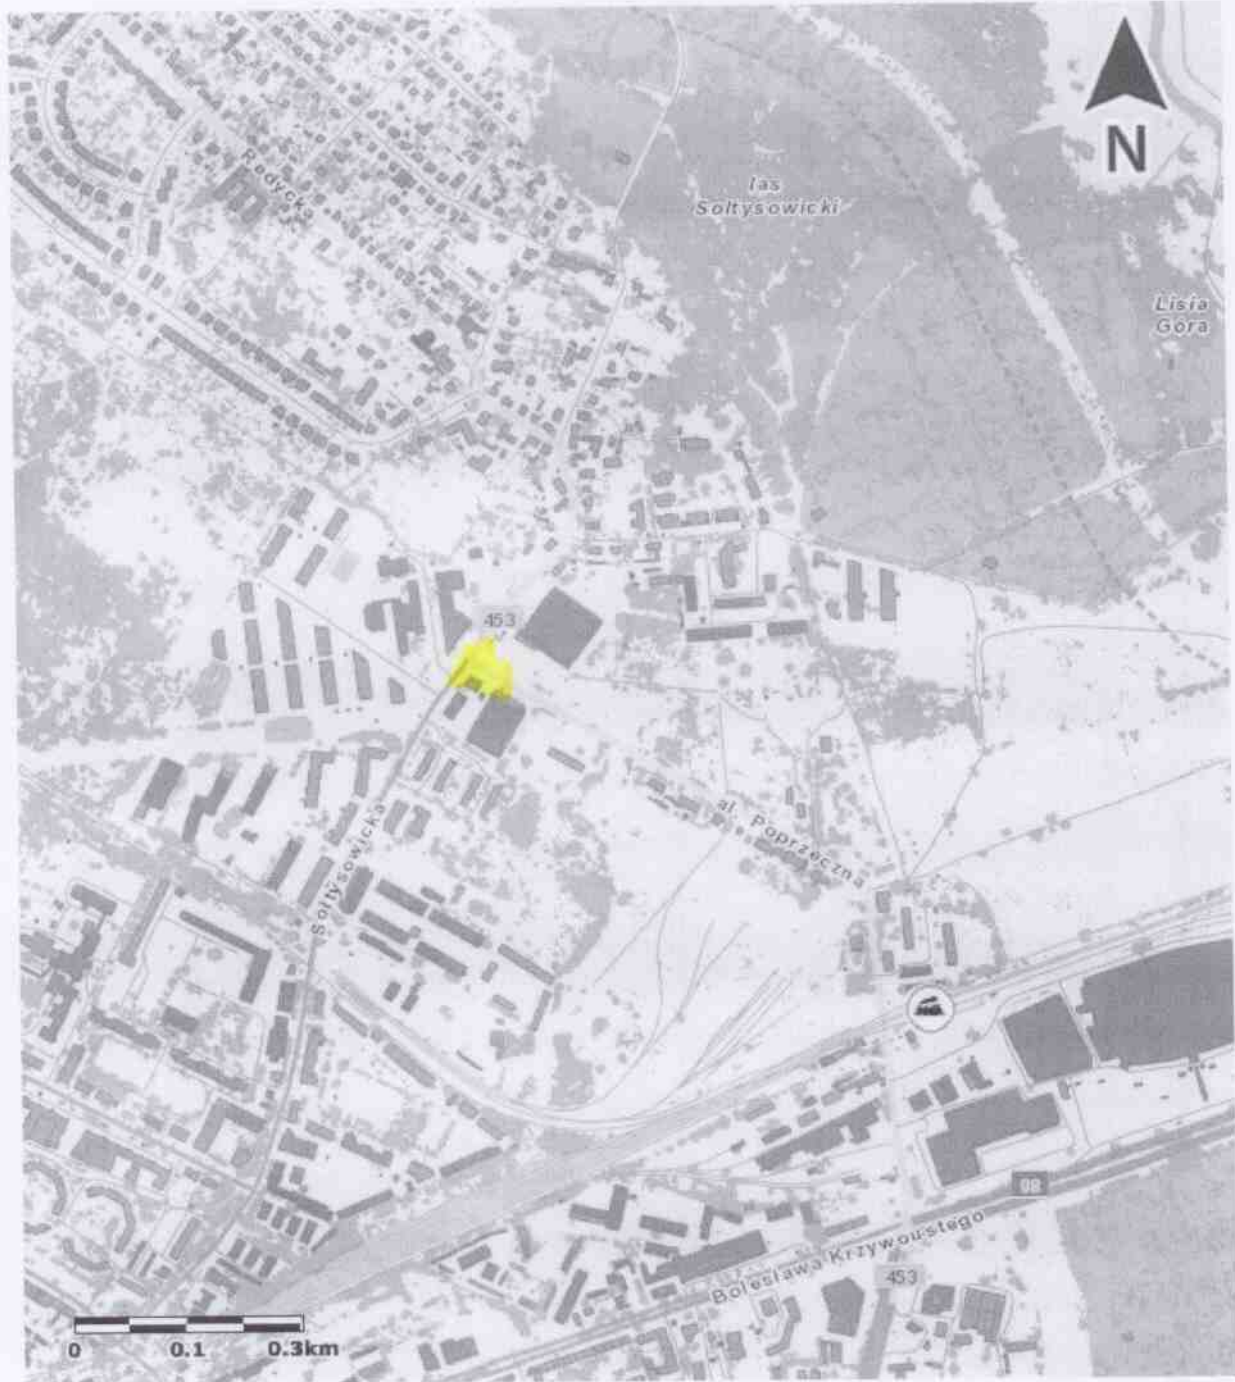 N
Redycka
las
Sołtysowicki
Lisia
Góra
453
Sołtysowicka
al. Poprzeczna
98
Bolesława Krzywoustego
453
0 0.1 0.3km